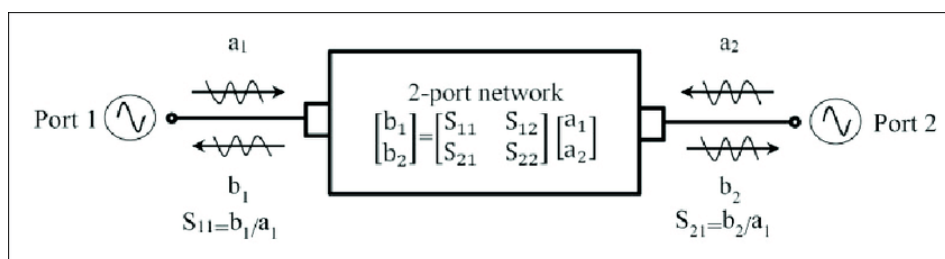 a₁
a₂
Port 1
2-port network
[b₁ b₂]=[S₁₁ S₁₂ S₂₁ S₂₂][a₁ a₂]
Port 2
b₁
b₂
S₁₁=b₁/a₁
S₂₁=b₂/a₁